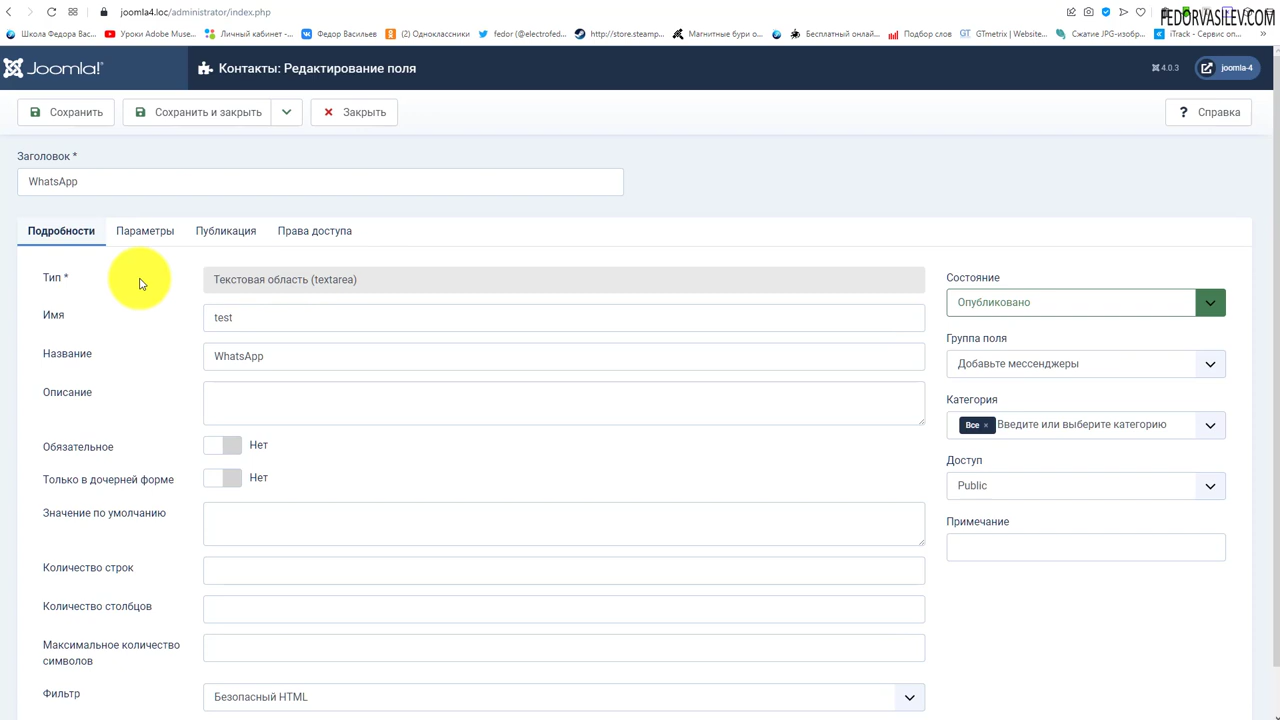 joomla4.loc/administrator/index.php
FEDORVASILEV.COM
Школа Федора Вас...
Уроки Adobe Muse...
Личный кабинет -...
Федор Васильев
(2) Одноклассники
fedor (@electrofed...
http://store.steamp...
Магнитные бури о...
Бесплатный онлай...
Подбор слов
GTmetrix | Website...
Сжатие JPG-изобр...
iTrack - Сервис оп...
Joomla!
Контакты: Редактирование поля
4.0.3
joomla-4
Сохранить
Сохранить и закрыть
Закрыть
? Справка
Заголовок *
WhatsApp
Подробности Параметры Публикация Права доступа
Тип *
Текстовая область (textarea)
Имя
test
Название
WhatsApp
Описание
Обязательное
Нет
Только в дочерней форме
Нет
Значение по умолчанию
Количество строк
Количество столбцов
Максимальное количество
символов
Фильтр
Безопасный HTML
Состояние
Опубликовано
Группа поля
Добавьте мессенджеры
Категория
Все × Введите или выберите категорию
Доступ
Public
Примечание